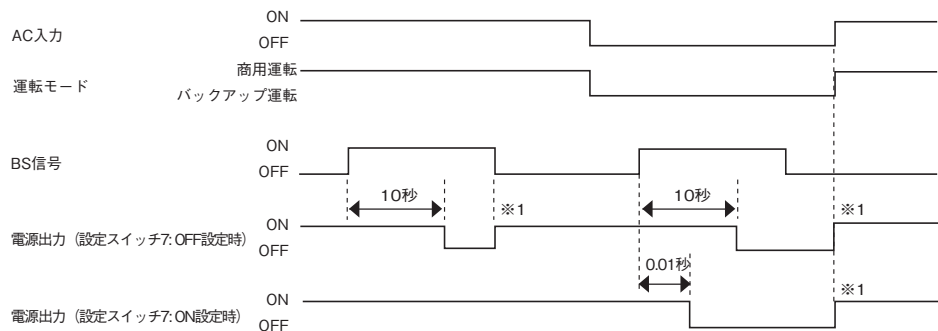 AC入力
ON
OFF
運転モード
商用運転
バックアップ運転
BS信号
ON
OFF
10秒
※1
10秒
※1
電源出力（設定スイッチ7: OFF設定時）
ON
OFF
0.01秒
※1
電源出力（設定スイッチ7: ON設定時）
ON
OFF